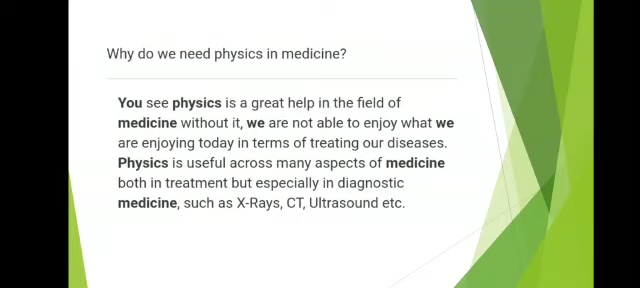 Why do we need physics in medicine?
You see physics is a great help in the field of
medicine without it, we are not able to enjoy what we
are enjoying today in terms of treating our diseases.
Physics is useful across many aspects of medicine
both in treatment but especially in diagnostic
medicine, such as X-Rays, CT, Ultrasound etc.